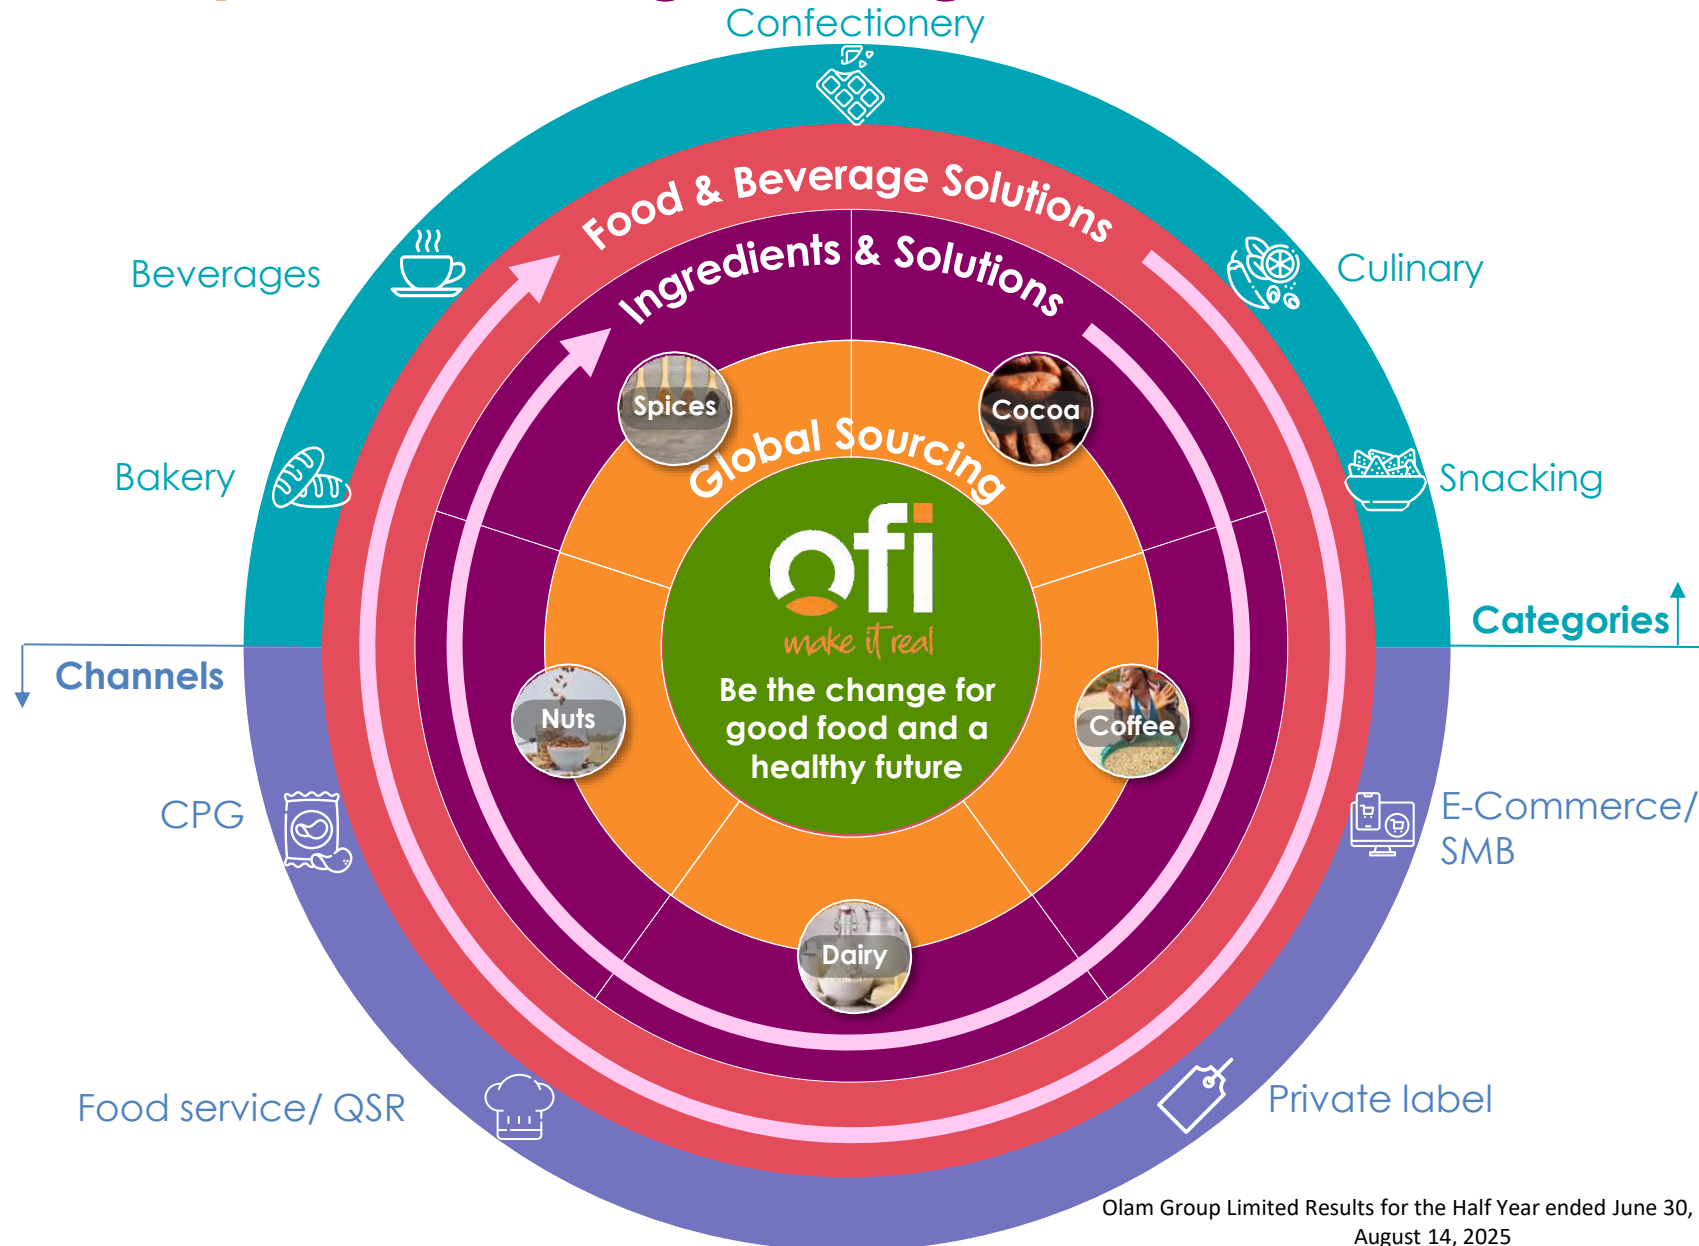 Confectionery
Food & Beverage Solutions
Ingredients & Solutions
Beverages
Culinary
Spices
Cocoa
Global Sourcing
Bakery
Snacking
ofi
make it real
Categories
Channels
Be the change for
good food and a
healthy future
Nuts
Coffee
CPG
E-Commerce/
SMB
Dairy
Food service/ QSR
Private label
Olam Group Limited Results for the Half Year ended June 30,
August 14, 2025